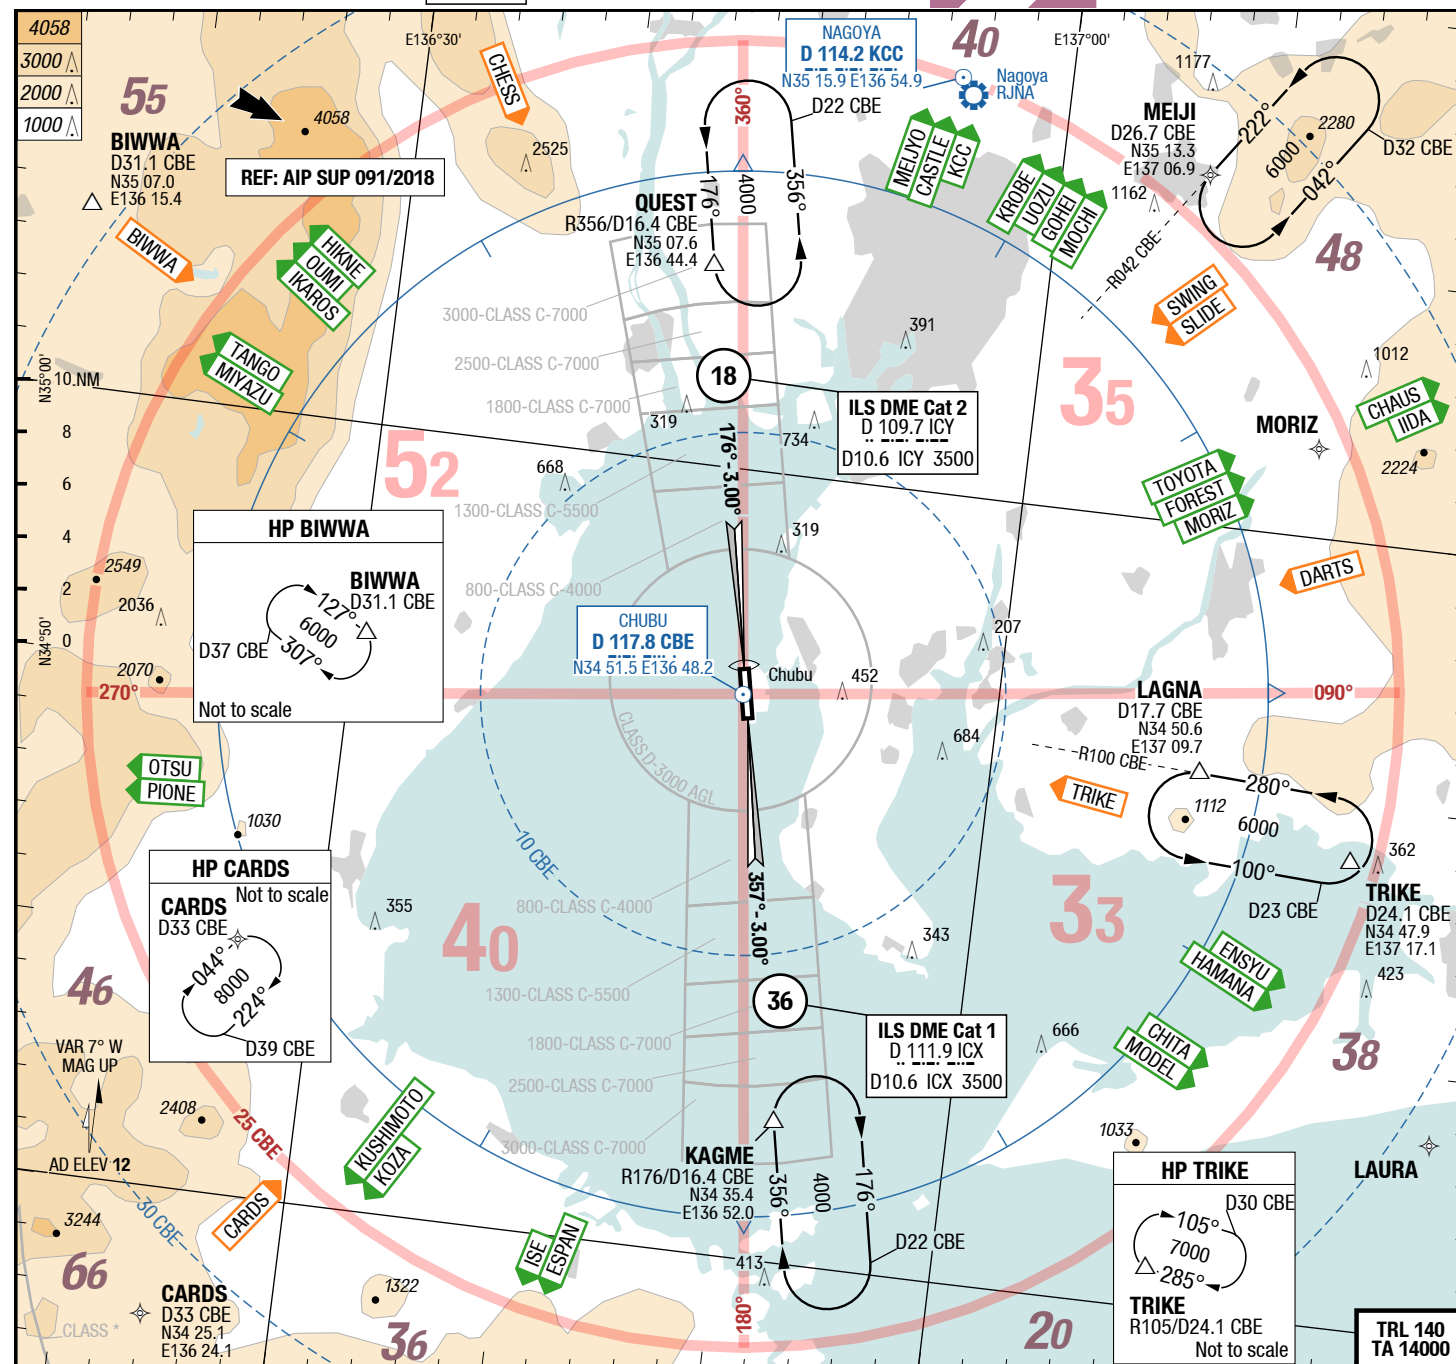 4058
3000
2000
1000
55
E136°30'
CHESS
NAGOYA
D 114.2 KCC
N35 15.9 E136 54.9
40
Nagoya
RJNA
E137°00'
1177
MEIJI
D26.7 CBE
N35 13.3
E137 06.9
222°
6000
042°
2280
D32 CBE
1162
R042 CBE
48
4058
BIWWA
D31.1 CBE
N35 07.0
E136 15.4
REF: AIP SUP 091/2018
2525
360°
D22 CBE
176°
4000
356°
QUEST
R356/D16.4 CBE
N35 07.6
E136 44.4
MEIJYO
CASTLE
KCC
KROBE
UOZU
GOHEI
MOCHI
BIWWA
HIKNE
OUMI
IKAROS
SWING
SLIDE
3000-CLASS C-7000
2500-CLASS C-7000
1800-CLASS C-7000
1300-CLASS C-5500
800-CLASS C-4000
391
TANGO
MIYAZU
N35°00'
10 NM
8
6
4
2
0
N34°50'
18
ILS DME Cat 2
D 109.7 ICY
D10.6 ICY 3500
35
1012
CHAUS
IIDA
MORIZ
2224
52
319
734
176°-3.00°
668
TOYOTA
FOREST
MORIZ
319
HP BIWWA
BIWWA
D31.1 CBE
127°
6000
307°
D37 CBE
Not to scale
2549
2036
2070
DARTS
CHUBU
D 117.8 CBE
N34 51.5 E136 48.2
Chubu
207
452
270°
090°
LAGNA
D17.7 CBE
N34 50.6
E137 09.7
R100 CBE
684
CLASS D-3000 AGL
OTSU
PIONE
TRIKE
280°
1112
6000
100°
D23 CBE
362
TRIKE
D24.1 CBE
N34 47.9
E137 17.1
423
1030
10 CBE
357°-3.00°
HP CARDS
Not to scale
CARDS
D33 CBE
044°
8000
224°
D39 CBE
355
40
800-CLASS C-4000
1300-CLASS C-5500
1800-CLASS C-7000
2500-CLASS C-7000
3000-CLASS C-7000
33
343
ENSYU
HAMANA
46
36
ILS DME Cat 1
D 111.9 ICX
D10.6 ICX 3500
666
CHITA
MODEL
38
VAR 7° W
MAG UP
AD ELEV 12
2408
25 CBE
KUSHIMOTO
KOZA
KAGME
R176/D16.4 CBE
N34 35.4
E136 52.0
356°
4000
176°
D22 CBE
1033
LAURA
HP TRIKE
D30 CBE
105°
7000
285°
TRIKE
R105/D24.1 CBE
Not to scale
3244
30 CBE
CARDS
ISE
ESPAN
413
180°
66
CARDS
D33 CBE
N34 25.1
E136 24.1
CLASS *
1322
36
20
TRL 140
TA 14000